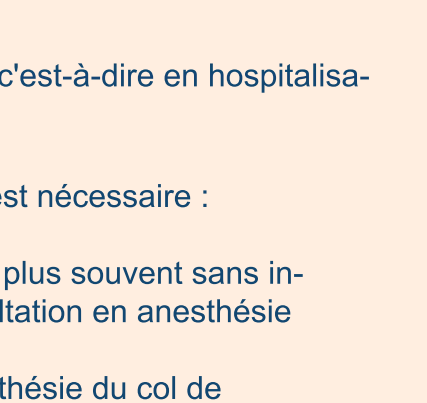 c'est-à-dire en hospitalisa-
est nécessaire :
plus souvent sans in-
ltation en anesthésie
thésie du col de